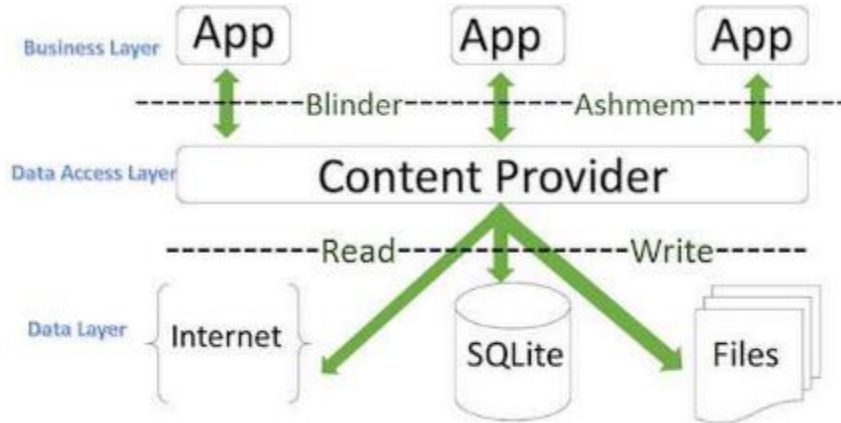 Business Layer App App App
Blinder Ashmem
Data Access Layer Content Provider
Read Write
Data Layer Internet SQLite Files